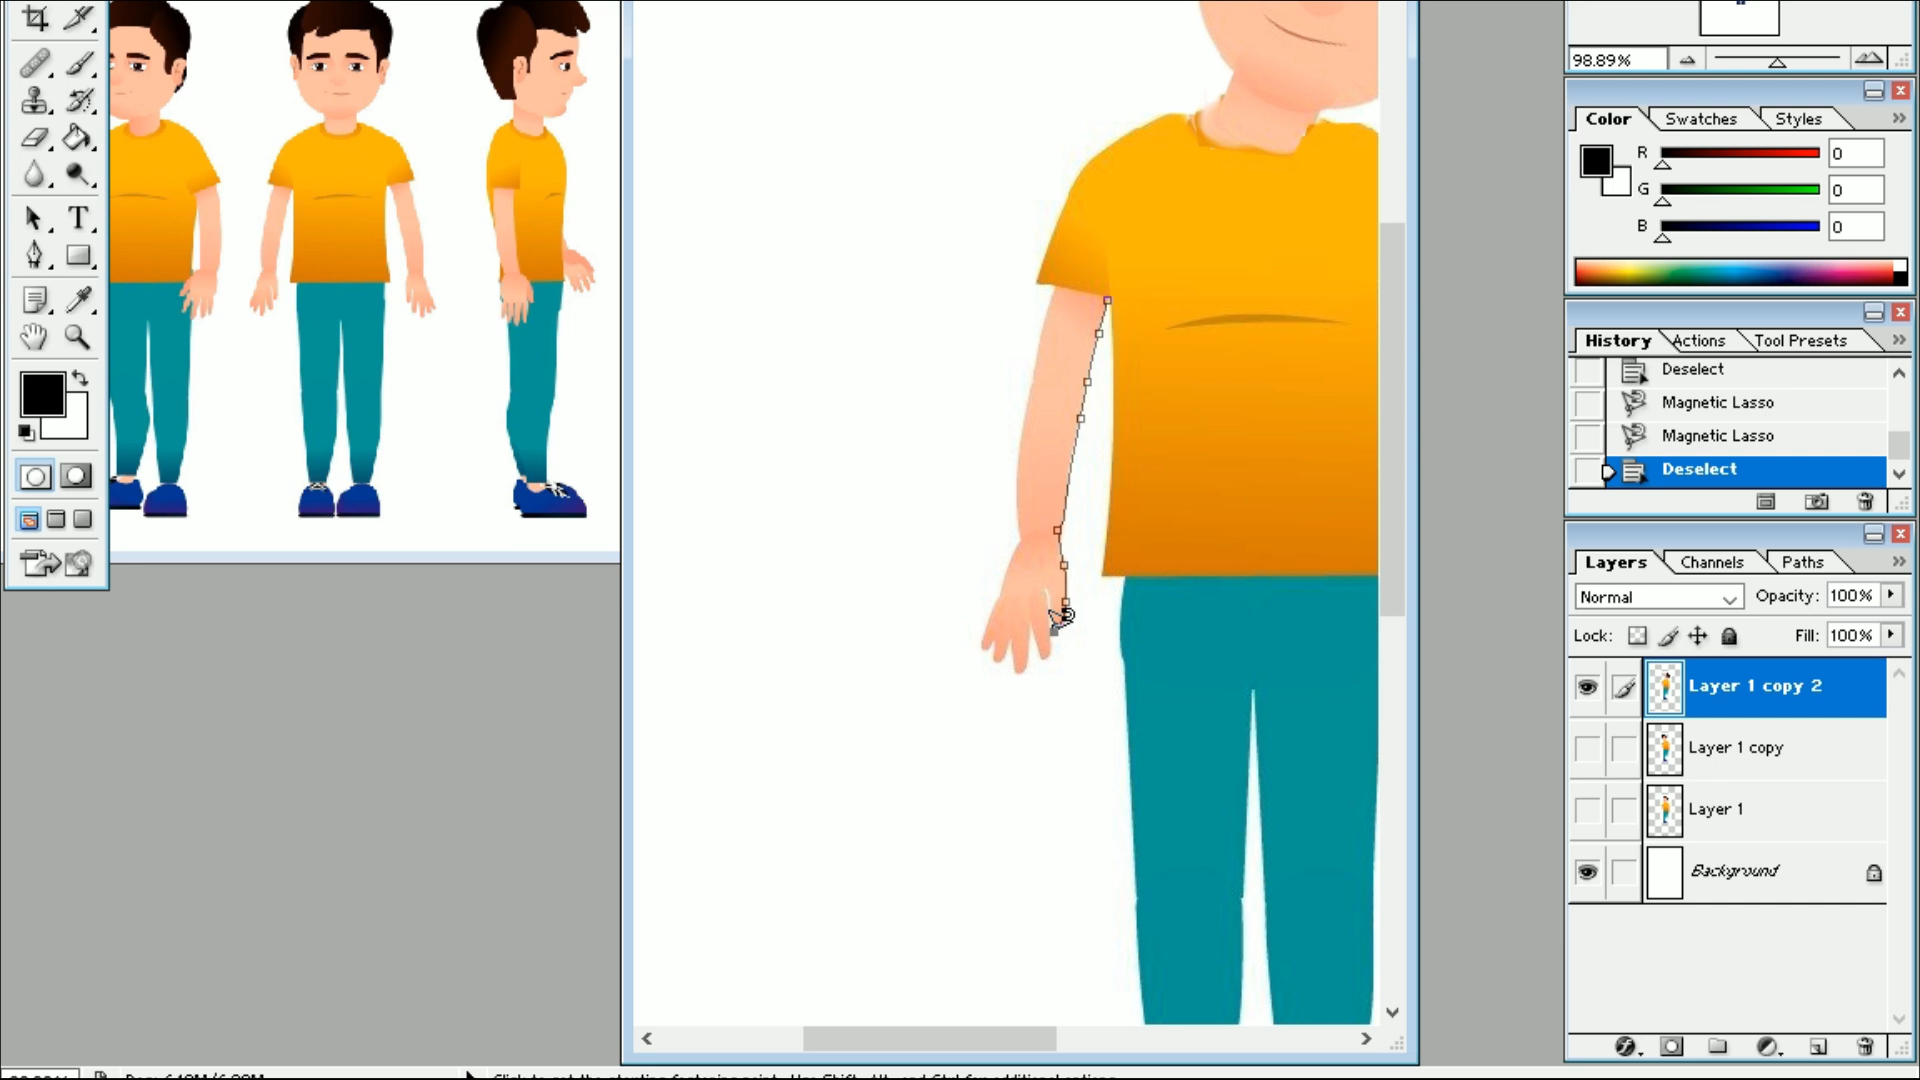 98.89%
Color Swatches Styles
R 0
G 0
B 0
History Actions Tool Presets
Deselect
Magnetic Lasso
Magnetic Lasso
Deselect
Layers Channels Paths
Normal Opacity: 100%
Lock: Fill: 100%
Layer 1 copy 2
Layer 1 copy
Layer 1
Background
T